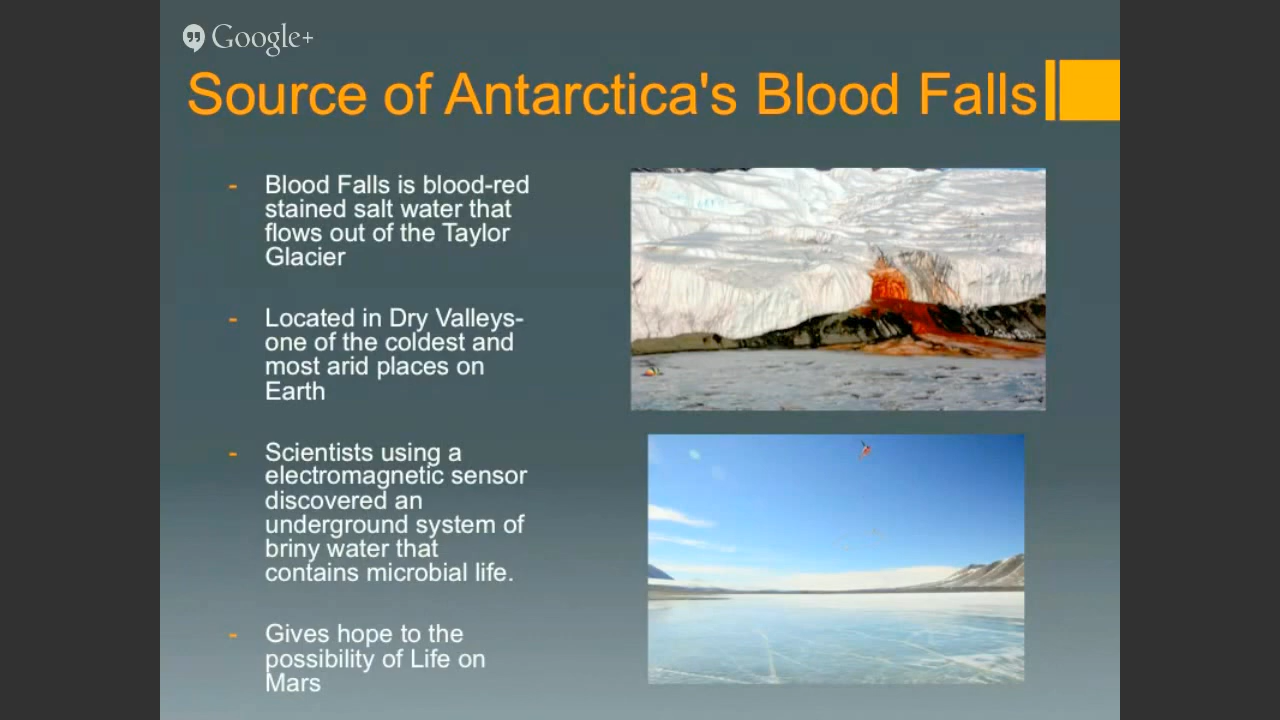 Google+
Source of Antarctica's Blood Falls
- Blood Falls is blood-red
stained salt water that
flows out of the Taylor
Glacier
- Located in Dry Valleys-
one of the coldest and
most arid places on
Earth
- Scientists using a
electromagnetic sensor
discovered an
underground system of
briny water that
contains microbial life.
- Gives hope to the
possibility of Life on
Mars